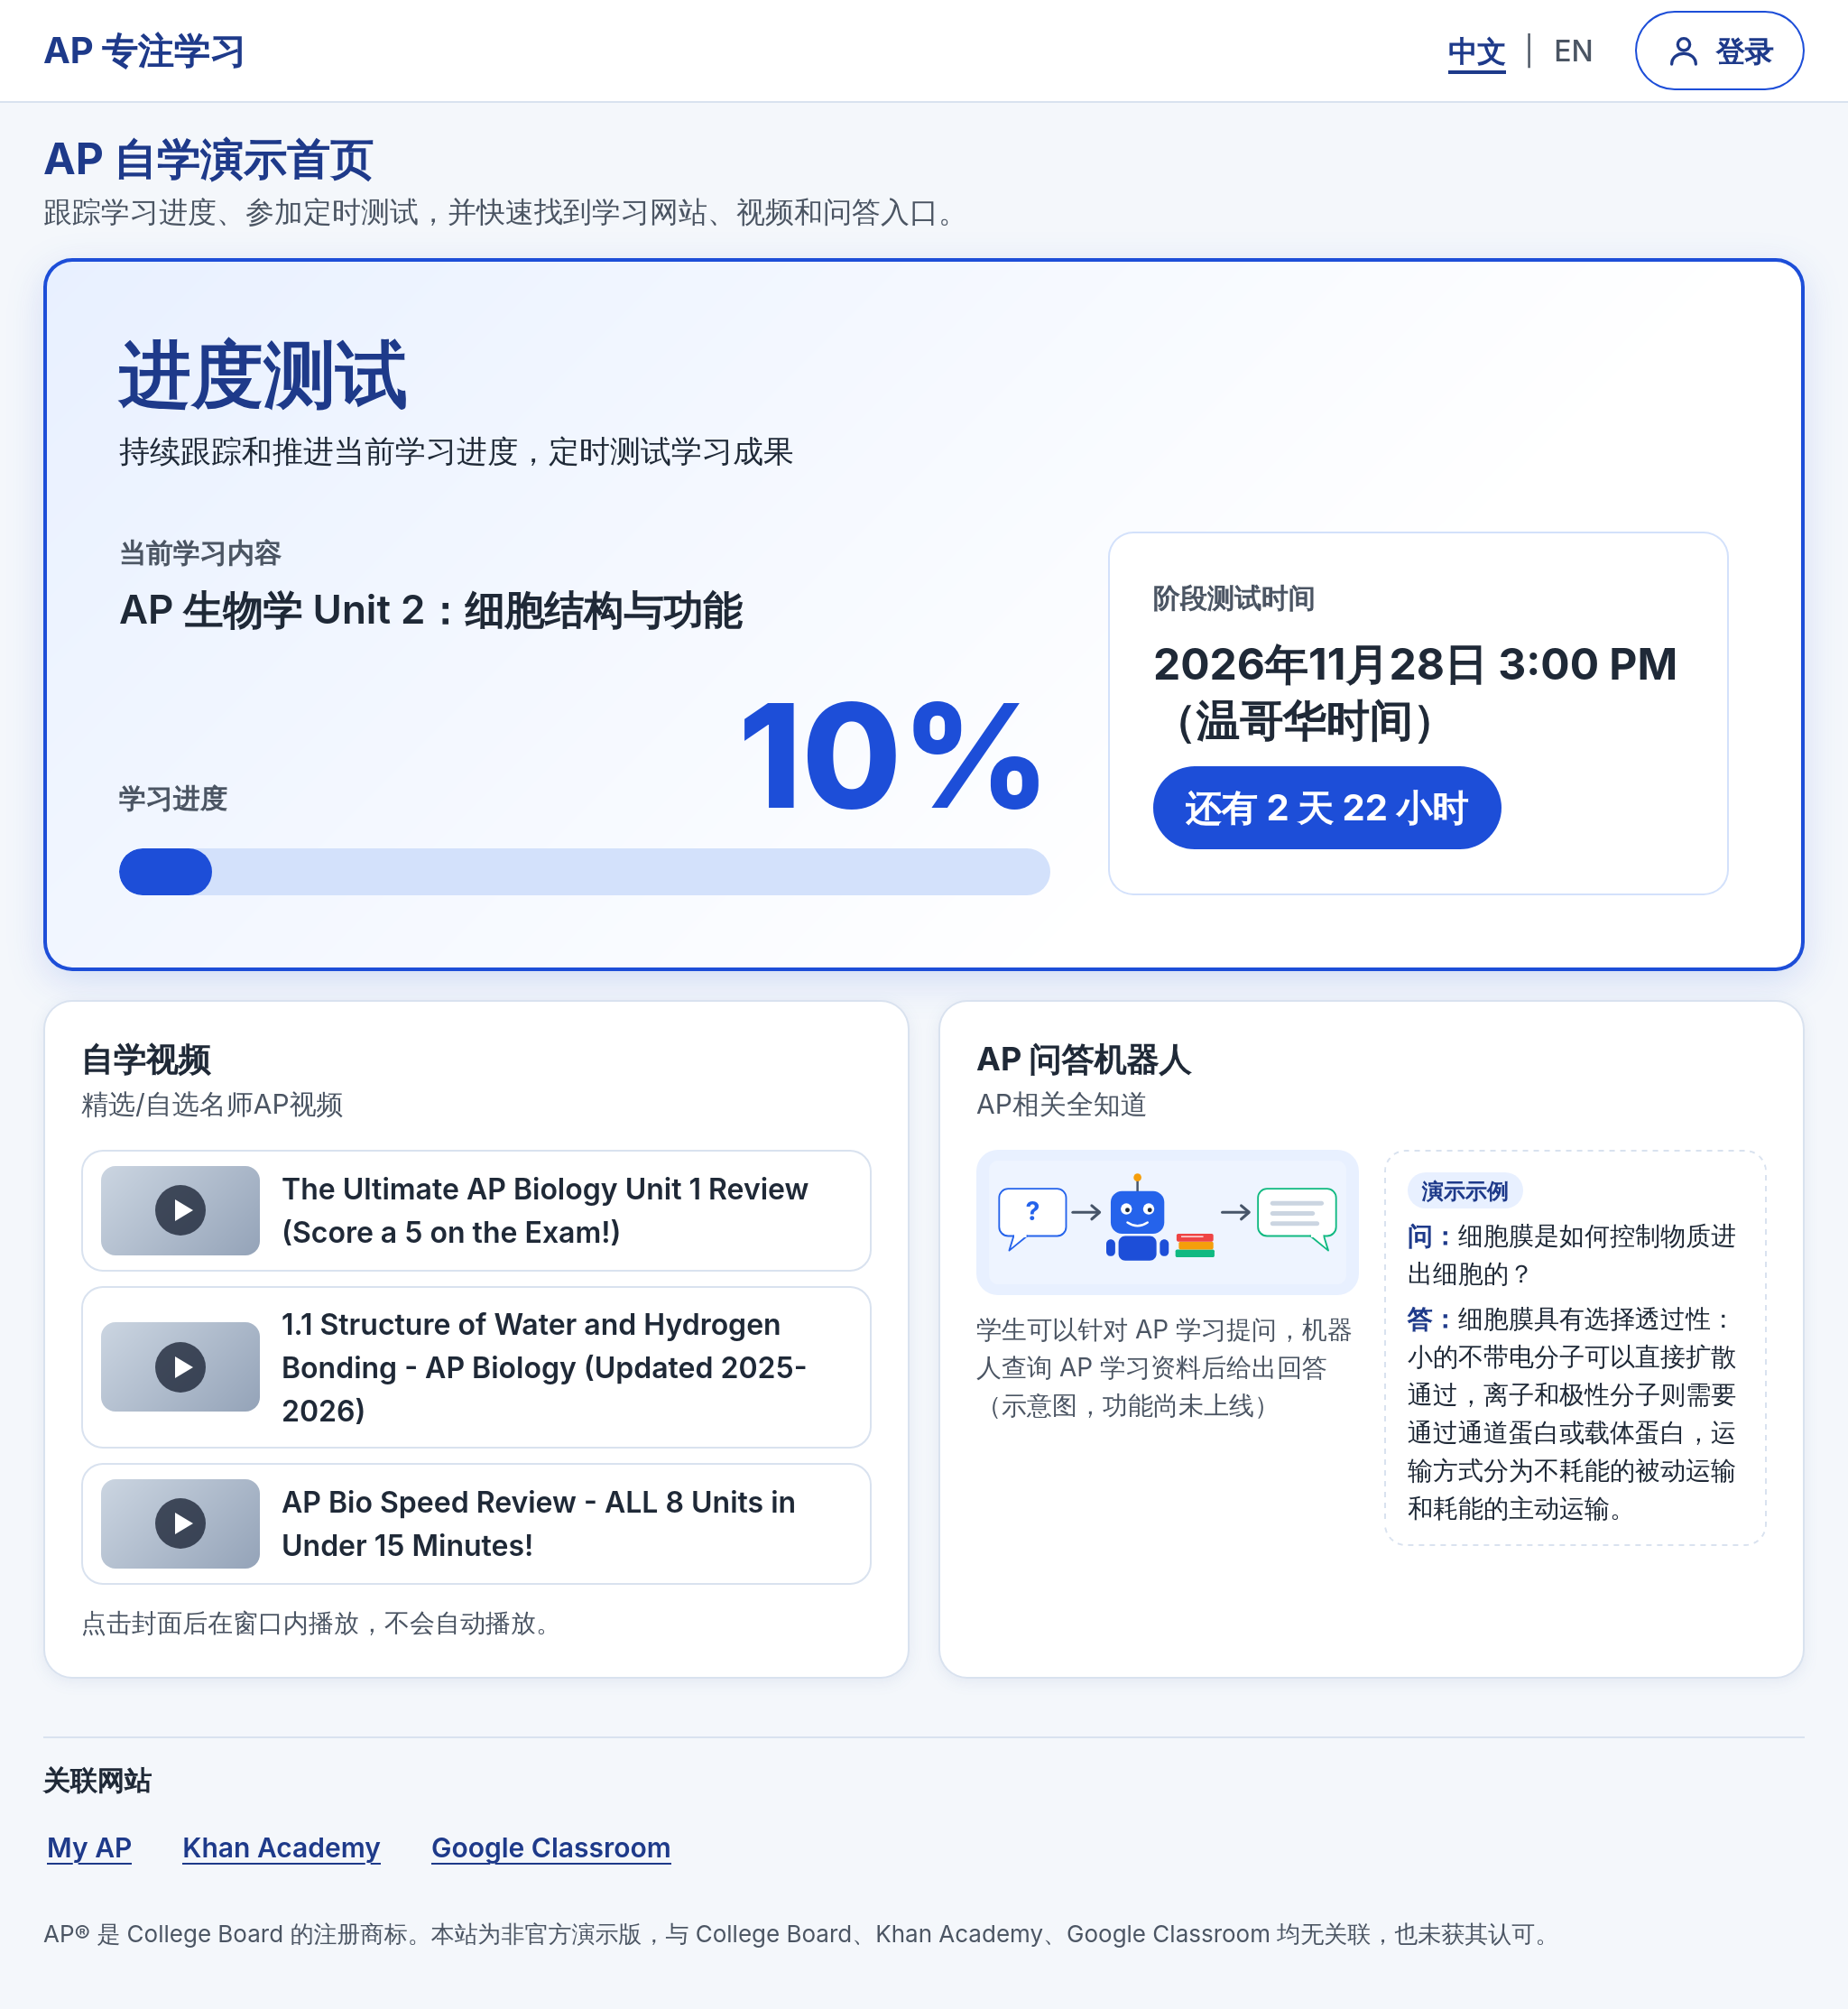 AP 专注学习
中文 | EN
登录
AP 自学演示首页
跟踪学习进度、参加定时测试，并快速找到学习网站、视频和问答入口。
进度测试
持续跟踪和推进当前学习进度，定时测试学习成果
当前学习内容
AP 生物学 Unit 2：细胞结构与功能
学习进度
10%
阶段测试时间
2026年11月28日 3:00 PM
（温哥华时间）
还有 2 天 22 小时
自学视频
精选/自选名师AP视频
The Ultimate AP Biology Unit 1 Review
(Score a 5 on the Exam!)
1.1 Structure of Water and Hydrogen
Bonding - AP Biology (Updated 2025-
2026)
AP Bio Speed Review - ALL 8 Units in
Under 15 Minutes!
点击封面后在窗口内播放，不会自动播放。
AP 问答机器人
AP相关全知道
?
学生可以针对 AP 学习提问，机器
人查询 AP 学习资料后给出回答
（示意图，功能尚未上线）
演示示例
问：细胞膜是如何控制物质进
出细胞的？
答：细胞膜具有选择透过性：
小的不带电分子可以直接扩散
通过，离子和极性分子则需要
通过通道蛋白或载体蛋白，运
输方式分为不耗能的被动运输
和耗能的主动运输。
关联网站
My AP
Khan Academy
Google Classroom
AP® 是 College Board 的注册商标。本站为非官方演示版，与 College Board、Khan Academy、Google Classroom 均无关联，也未获其认可。